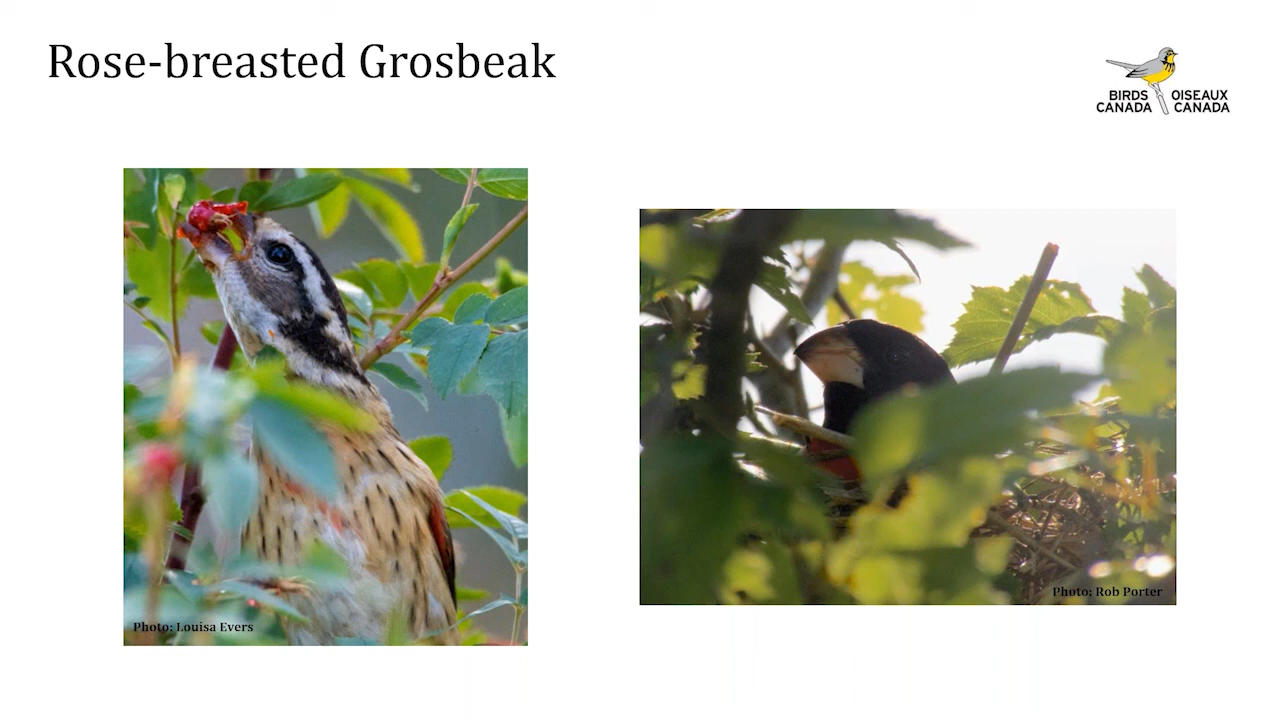 Rose-breasted Grosbeak
BIRDS CANADA
OISEAUX CANADA
Photo: Louisa Evers
Photo: Rob Porter